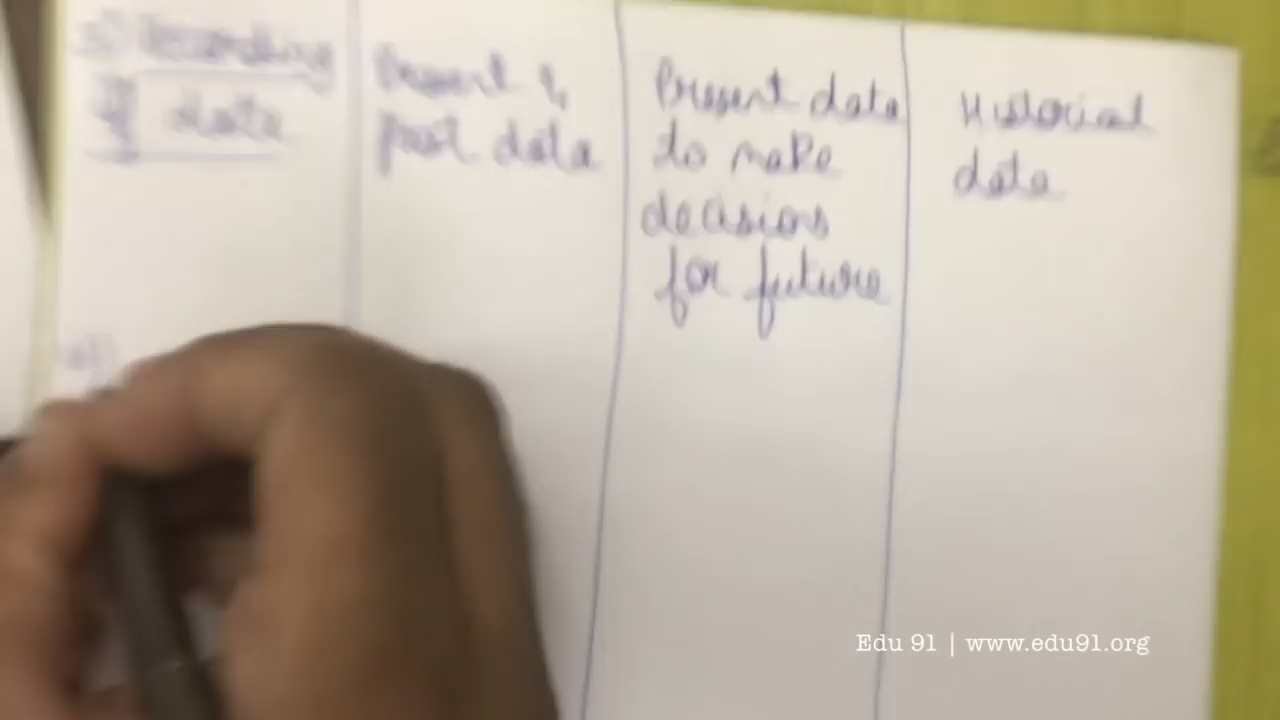 Recording
of data
Present &
past data
Present data
to make
decisions
for future
Historical
data
Edu 91 | www.edu91.org